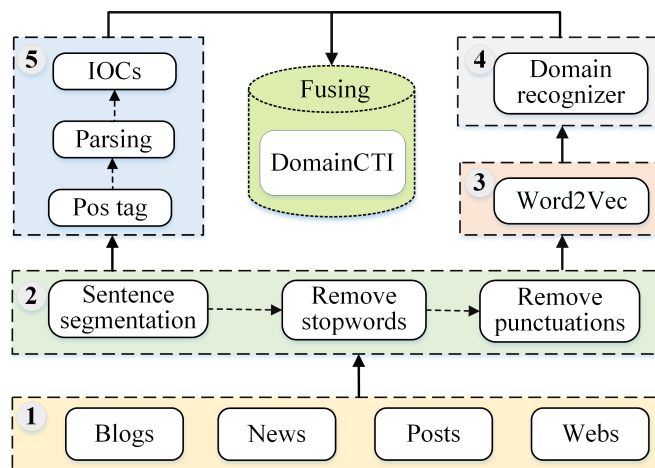 5
IOCs
Parsing
Pos tag
Fusing
DomainCTI
4
Domain
recognizer
3
Word2Vec
2
Sentence
segmentation
Remove
stopwords
Remove
punctuations
1
Blogs
News
Posts
Webs